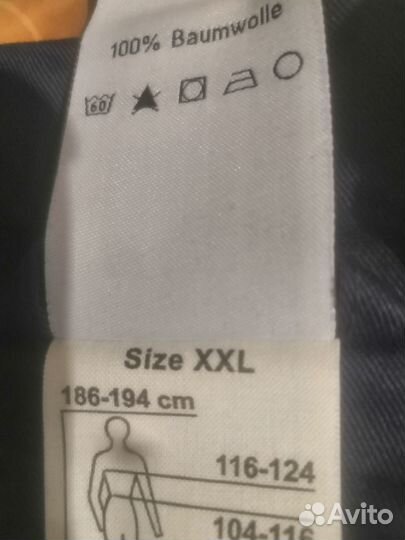 100% Baumwolle
60
Size XXL
186-194 cm
116-124
104-116
Avito